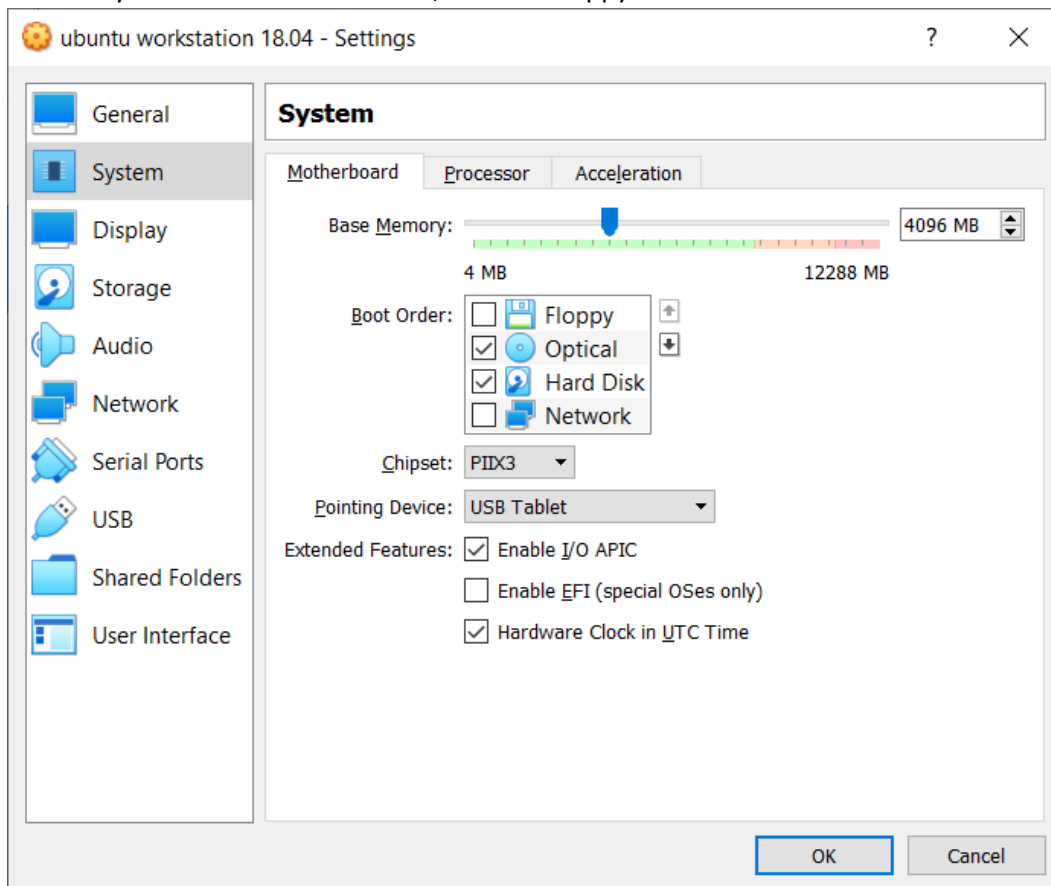 ubuntu workstation 18.04 - Settings ? ×
General
System
Display
Storage
Audio
Network
Serial Ports
USB
Shared Folders
User Interface
System
Motherboard Processor Acceleration
Base Memory: 4096 MB
4 MB 12288 MB
Boot Order: Floppy
Optical
Hard Disk
Network
Chipset: PIIX3
Pointing Device: USB Tablet
Extended Features: Enable I/O APIC
Enable EFI (special OSes only)
Hardware Clock in UTC Time
OK Cancel